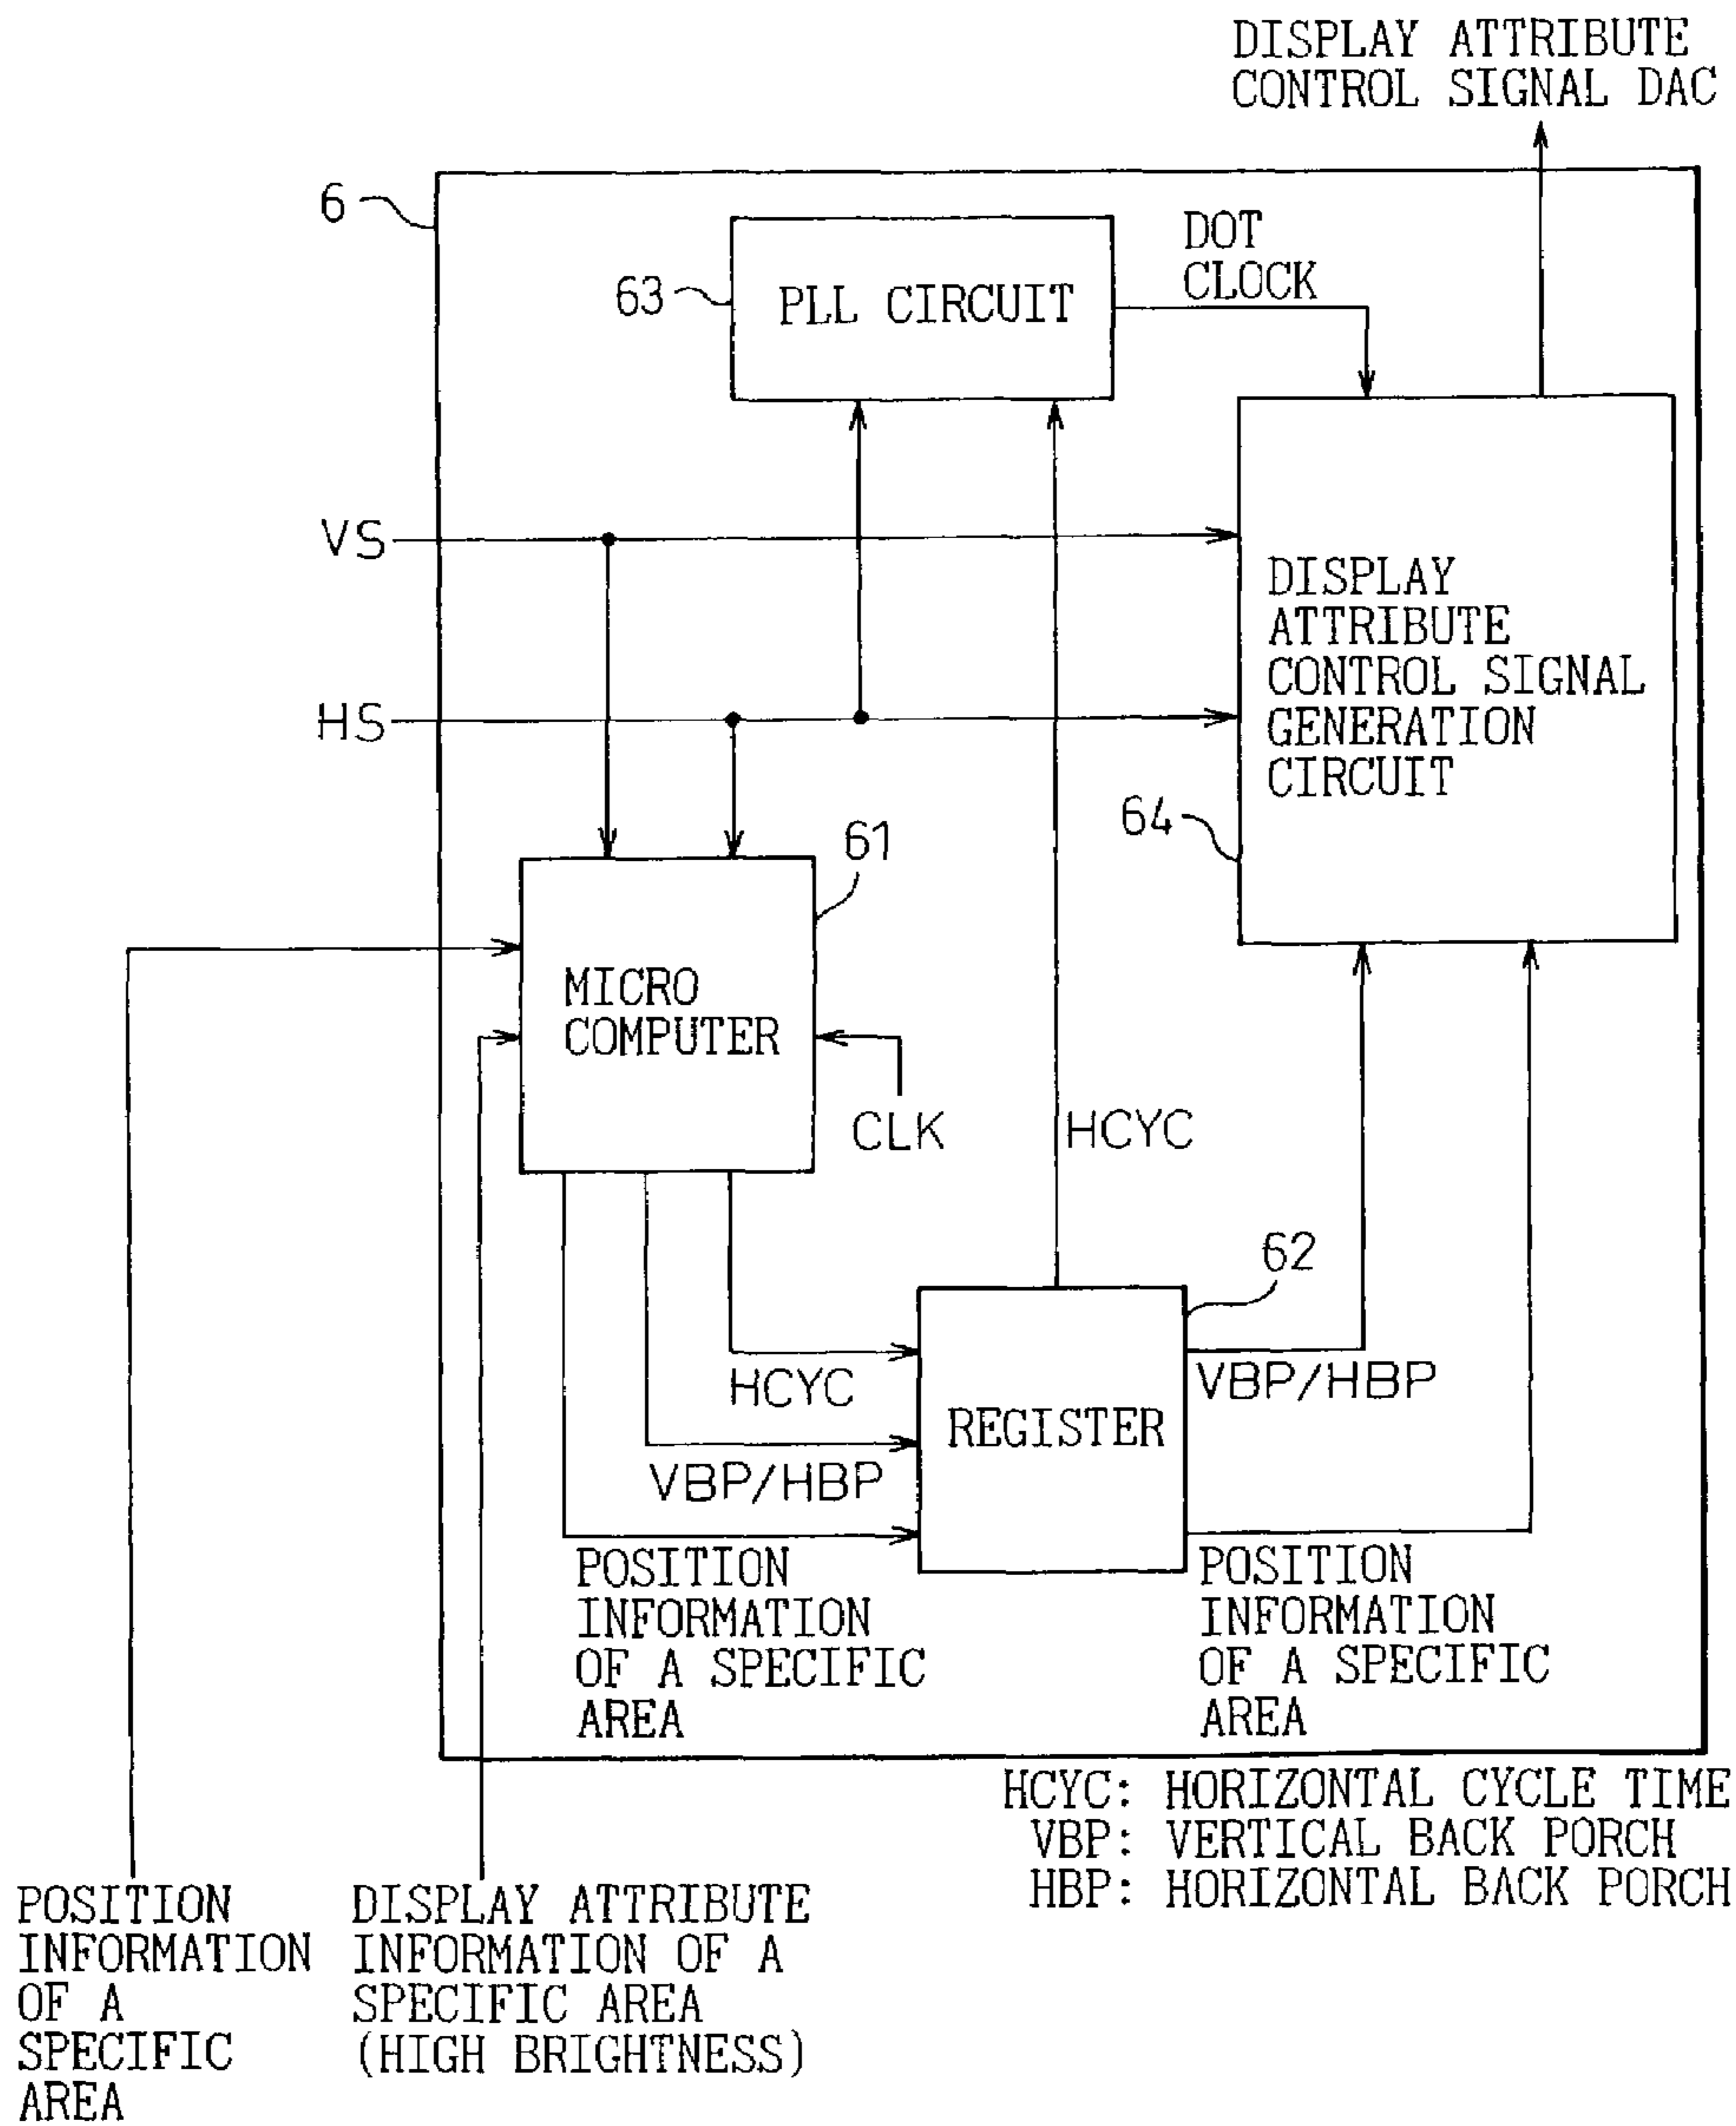 DISPLAY ATTRIBUTE
CONTROL SIGNAL DAC
6
63
PLL CIRCUIT
DOT
CLOCK
VS
HS
DISPLAY
ATTRIBUTE
CONTROL SIGNAL
GENERATION
CIRCUIT
64
61
MICRO
COMPUTER
CLK
HCYC
62
HCYC
VBP/HBP
REGISTER
VBP/HBP
POSITION
INFORMATION
OF A SPECIFIC
AREA
POSITION
INFORMATION
OF A SPECIFIC
AREA
HCYC: HORIZONTAL CYCLE TIME
VBP: VERTICAL BACK PORCH
HBP: HORIZONTAL BACK PORCH
POSITION
INFORMATION
OF A
SPECIFIC
AREA
DISPLAY ATTRIBUTE
INFORMATION OF A
SPECIFIC AREA
(HIGH BRIGHTNESS)